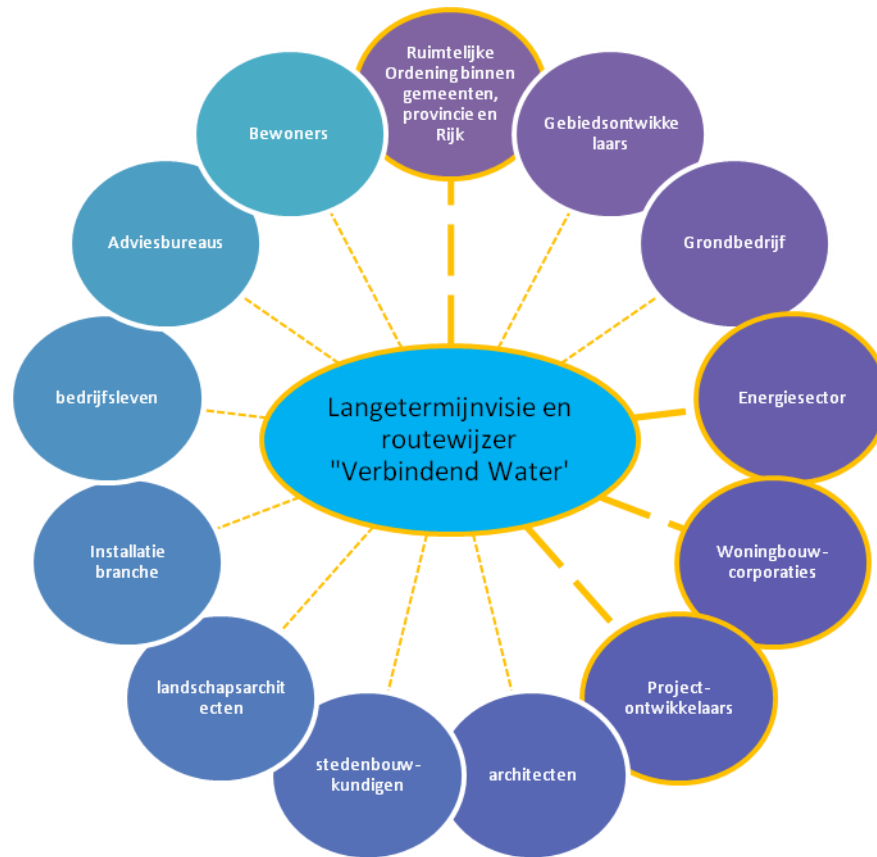 Ruimtelijke
Ordening binnen
gemeenten,
provincie en
Rijk
Gebiedsontwikke
laars
Grondbedrijf
Energiesector
Woningbouw-
corporaties
Project-
ontwikkelaars
architecten
stedenbouw-
kundigen
landschapsarchit
ecten
Installatie
branche
bedrijfsleven
Adviesbureaus
Bewoners
Langetermijnvisie en
routewijzer
"Verbindend Water'